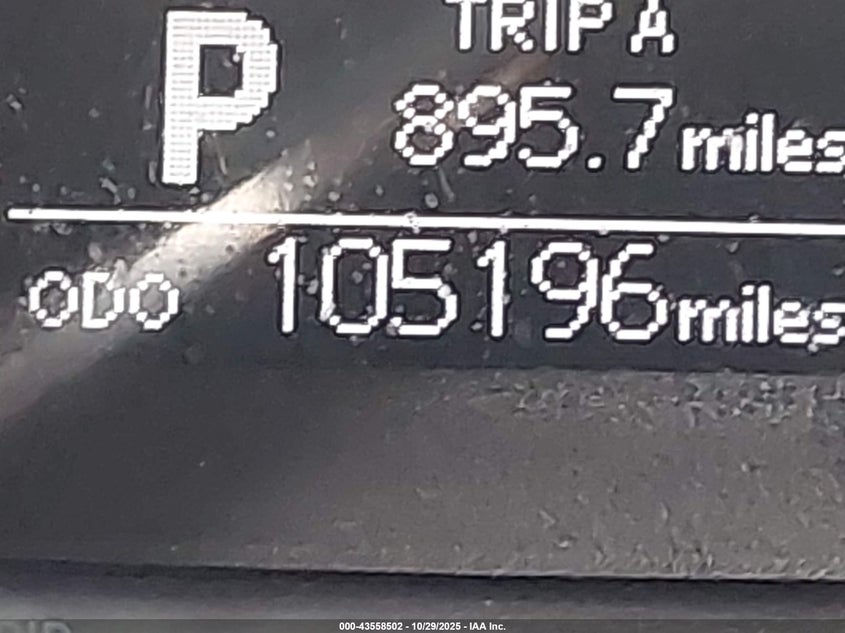 P
TRIP A
895.7 miles
ODO 105196 miles
000-43558502 - 10/29/2025 - IAA Inc.